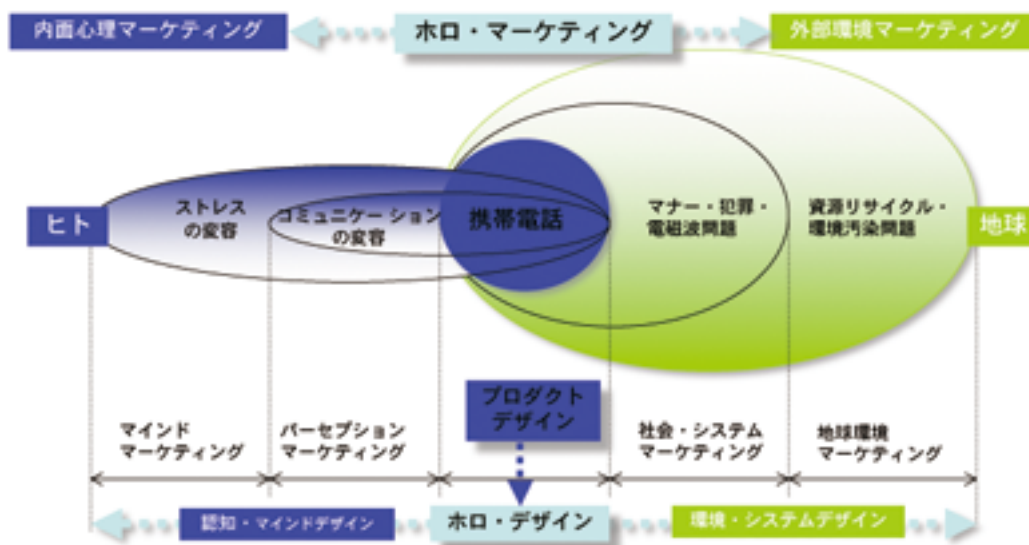 内面心理マーケティング
ホロ・マーケティング
外部環境マーケティング
ヒト
ストレス
の変容
コミュニケーション
の変容
携帯電話
マナー・犯罪・
電磁波問題
資源リサイクル・
環境汚染問題
地球
プロダクト
デザイン
マインド
マーケティング
パーセプション
マーケティング
社会・システム
マーケティング
地球環境
マーケティング
認知・マインドデザイン
ホロ・デザイン
環境・システムデザイン